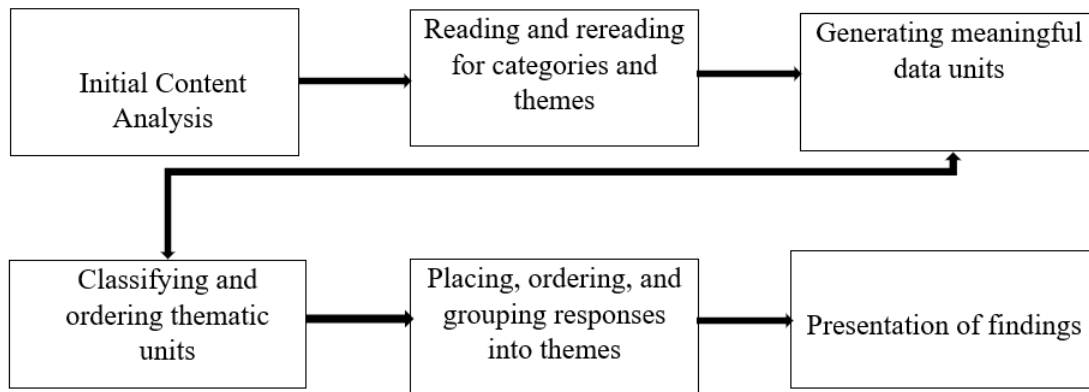 Initial Content
Analysis
Reading and rereading
for categories and
themes
Generating meaningful
data units
Classifying and
ordering thematic
units
Placing, ordering, and
grouping responses
into themes
Presentation of findings